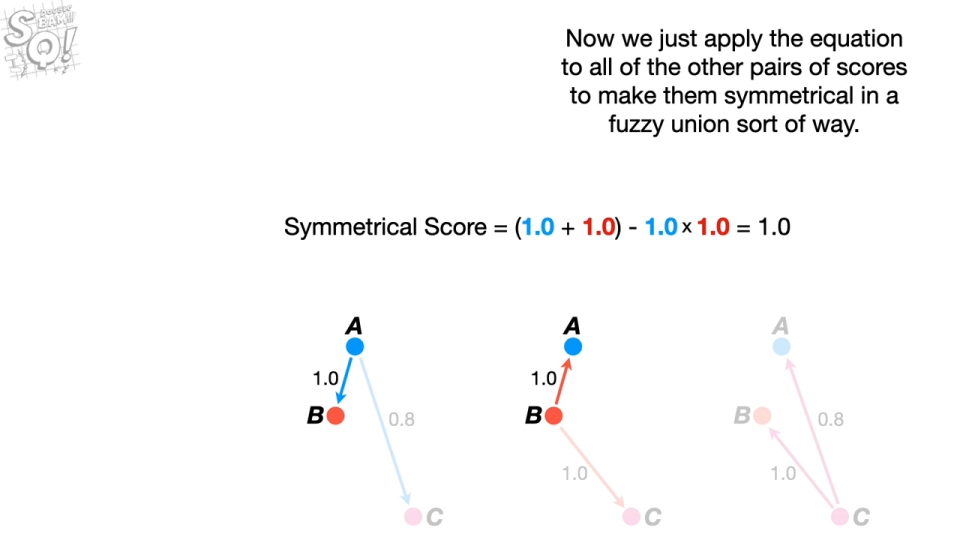 Now we just apply the equation
to all of the other pairs of scores
to make them symmetrical in a
fuzzy union sort of way.
Symmetrical Score = (1.0 + 1.0) - 1.0 x 1.0 = 1.0
A A A
1.0 1.0
B B B
0.8 0.8
1.0 1.0
C C C
SQ!
BAM!!